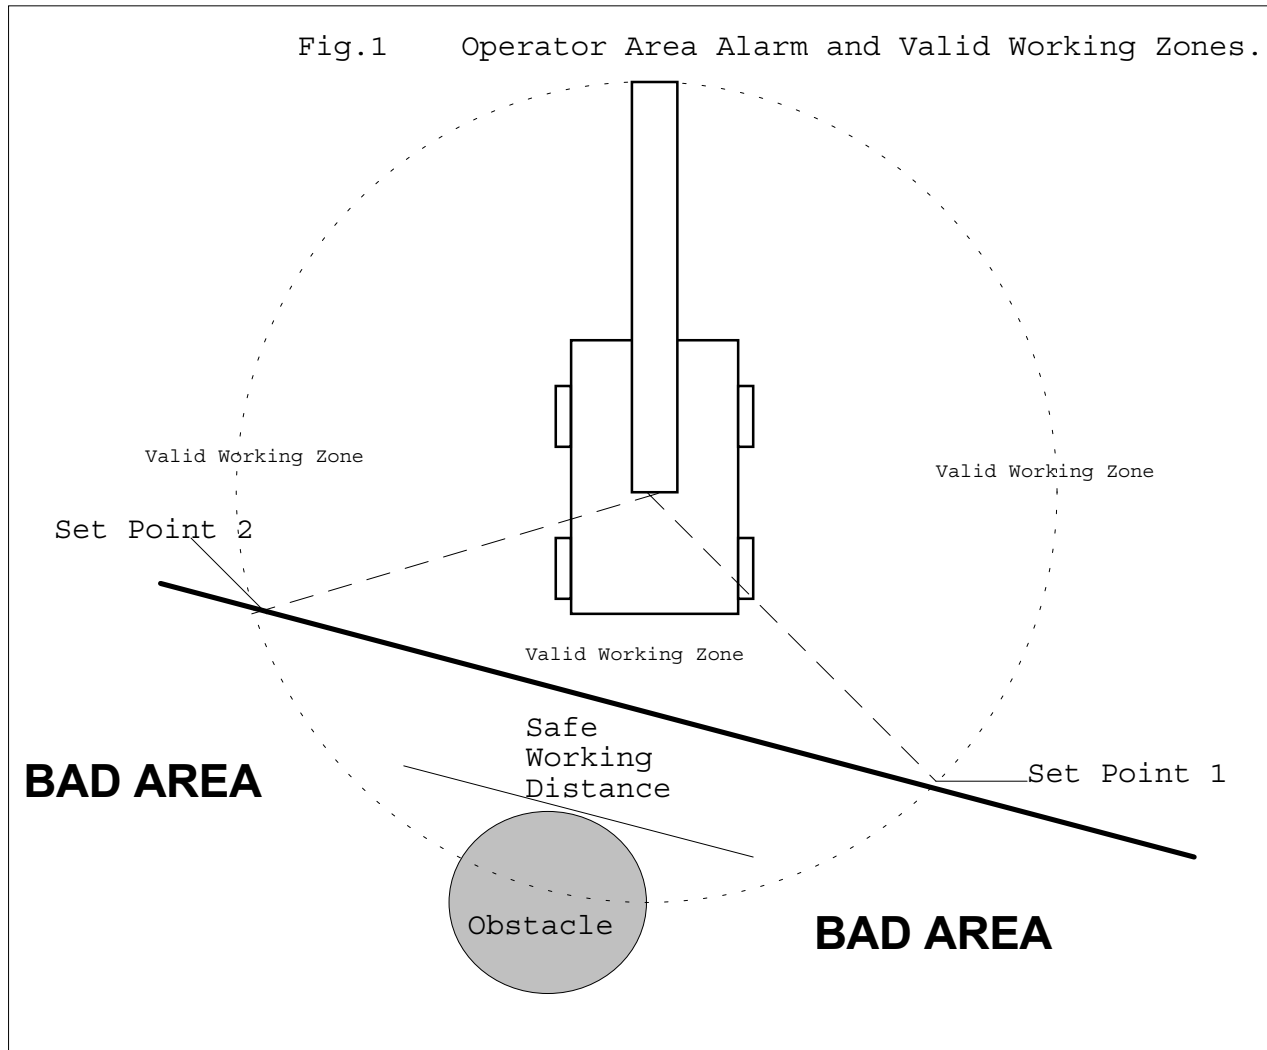 Fig.1 Operator Area Alarm and Valid Working Zones.
Valid Working Zone
Valid Working Zone
Set Point 2
Valid Working Zone
Safe
Working
Distance
BAD AREA
Set Point 1
Obstacle
BAD AREA